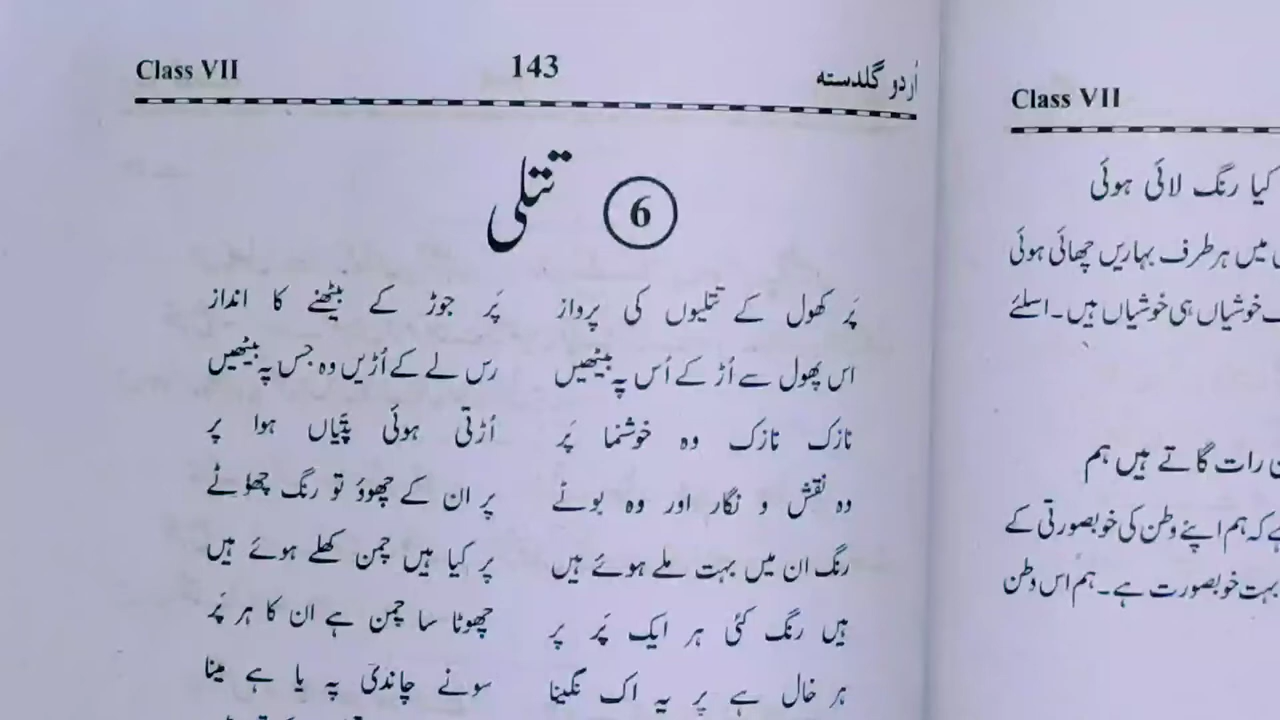 Class VII 143 اُردو گلدستہ
6 تتلی
پَر کھول کے تتلیوں کی پرواز پَر جوڑ کے بیٹھنے کا انداز
اس پھول سے اُڑ کے اُس پہ بیٹھیں رس لے کے اُڑیں وہ جس پہ بیٹھیں
نازک نازک وہ خوشنما پَر اُڑتی ہوئی پتّیاں ہوا پر
وہ نقش و نگار اور وہ بوٹے پر ان کے چھوؤ تو رنگ چھوٹے
رنگ ان میں بہت ملے ہوئے ہیں پر کیا ہیں چمن کھلے ہوئے ہیں
ہیں رنگ کئی ہر ایک پَر پر چھوٹا سا چمن ہے ان کا ہر پَر
ہر خال ہے پر یہ اک نگینا سونے چاندی پہ یا ہے مینا
Class VII
کیا رنگ لائی ہوئی
میں ہر طرف بہاریں چھائی ہوئی
خوشیاں ہی خوشیاں ہیں۔ اسلئے
رات گاتے ہیں ہم
ہے کہ ہم اپنے وطن کی خوبصورتی کے
بہت خوبصورت ہے۔ ہم اس وطن